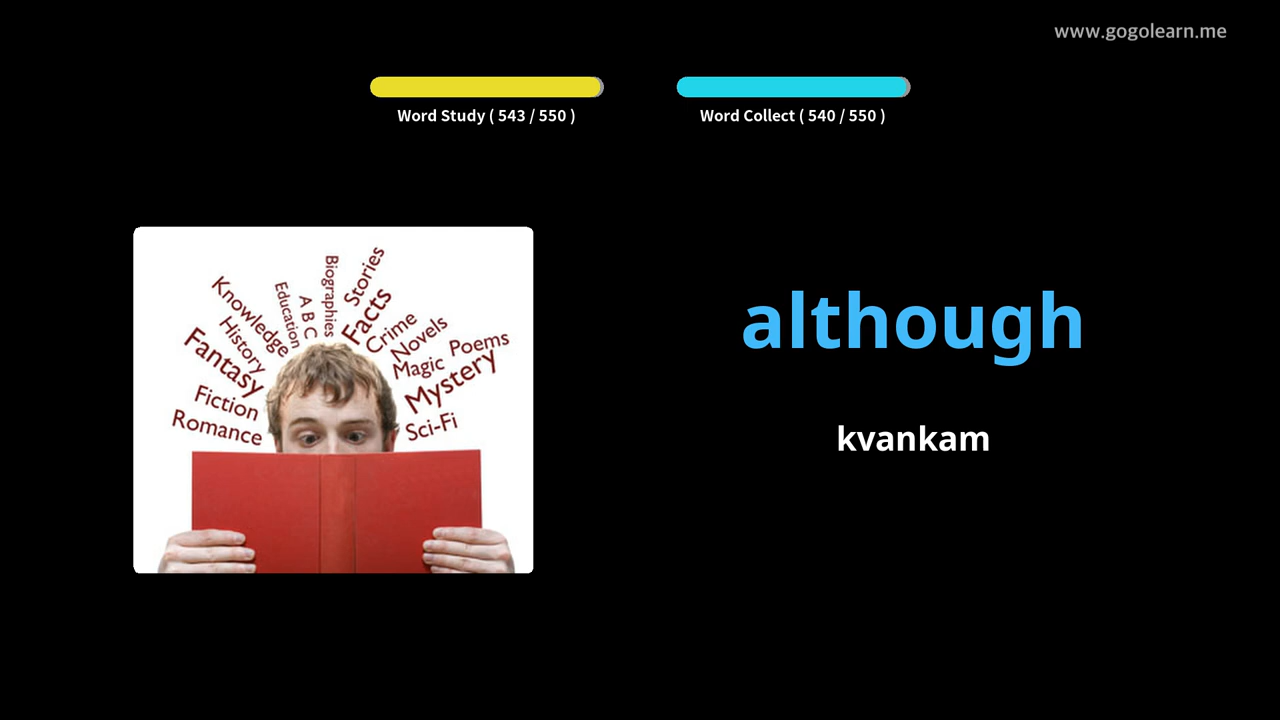 www.gogolearn.me
Word Study ( 543 / 550 )
Word Collect ( 540 / 550 )
Biographies
Stories
Education
A B C
Facts
Knowledge
Crime
History
Novels
Poems
Fantasy
Magic
Mystery
Fiction
Romance
Sci-Fi
although
kvankam